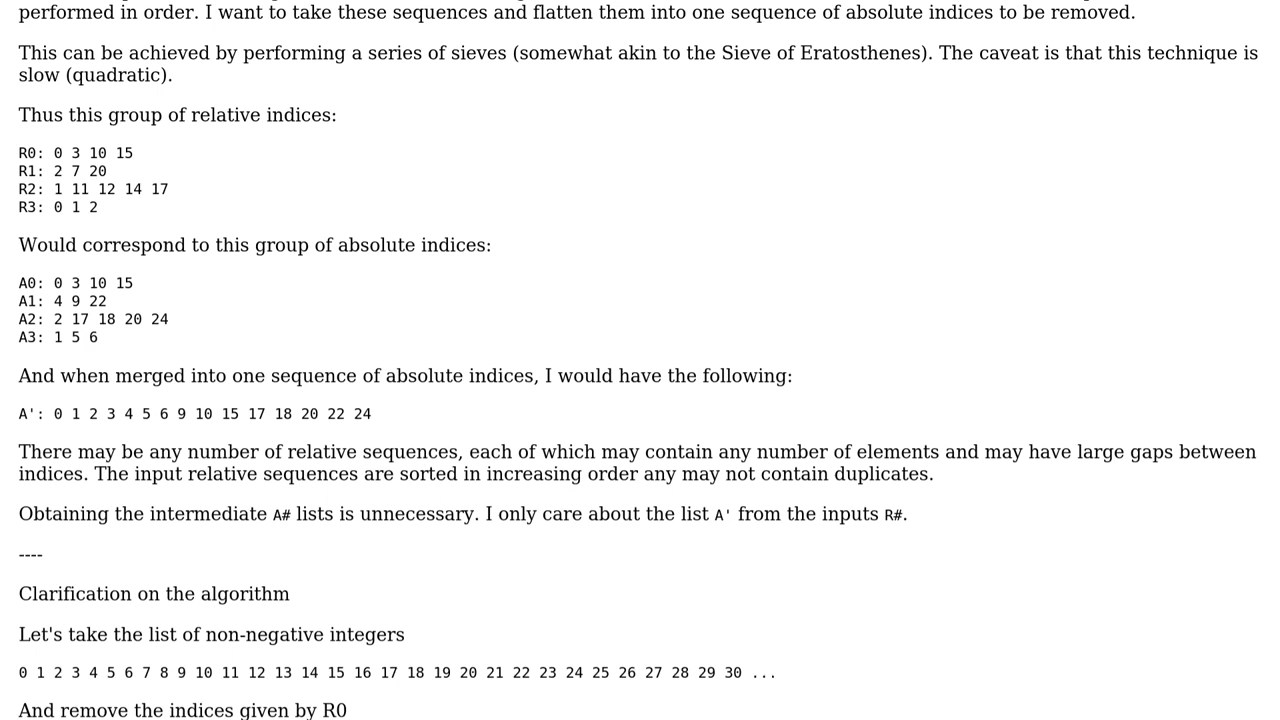 performed in order. I want to take these sequences and flatten them into one sequence of absolute indices to be removed.
This can be achieved by performing a series of sieves (somewhat akin to the Sieve of Eratosthenes). The caveat is that this technique is
slow (quadratic).
Thus this group of relative indices:
R0: 0 3 10 15
R1: 2 7 20
R2: 1 11 12 14 17
R3: 0 1 2
Would correspond to this group of absolute indices:
A0: 0 3 10 15
A1: 4 9 22
A2: 2 17 18 20 24
A3: 1 5 6
And when merged into one sequence of absolute indices, I would have the following:
A': 0 1 2 3 4 5 6 9 10 15 17 18 20 22 24
There may be any number of relative sequences, each of which may contain any number of elements and may have large gaps between
indices. The input relative sequences are sorted in increasing order any may not contain duplicates.
Obtaining the intermediate A# lists is unnecessary. I only care about the list A' from the inputs R#.
----
Clarification on the algorithm
Let's take the list of non-negative integers
0 1 2 3 4 5 6 7 8 9 10 11 12 13 14 15 16 17 18 19 20 21 22 23 24 25 26 27 28 29 30 ...
And remove the indices given by R0